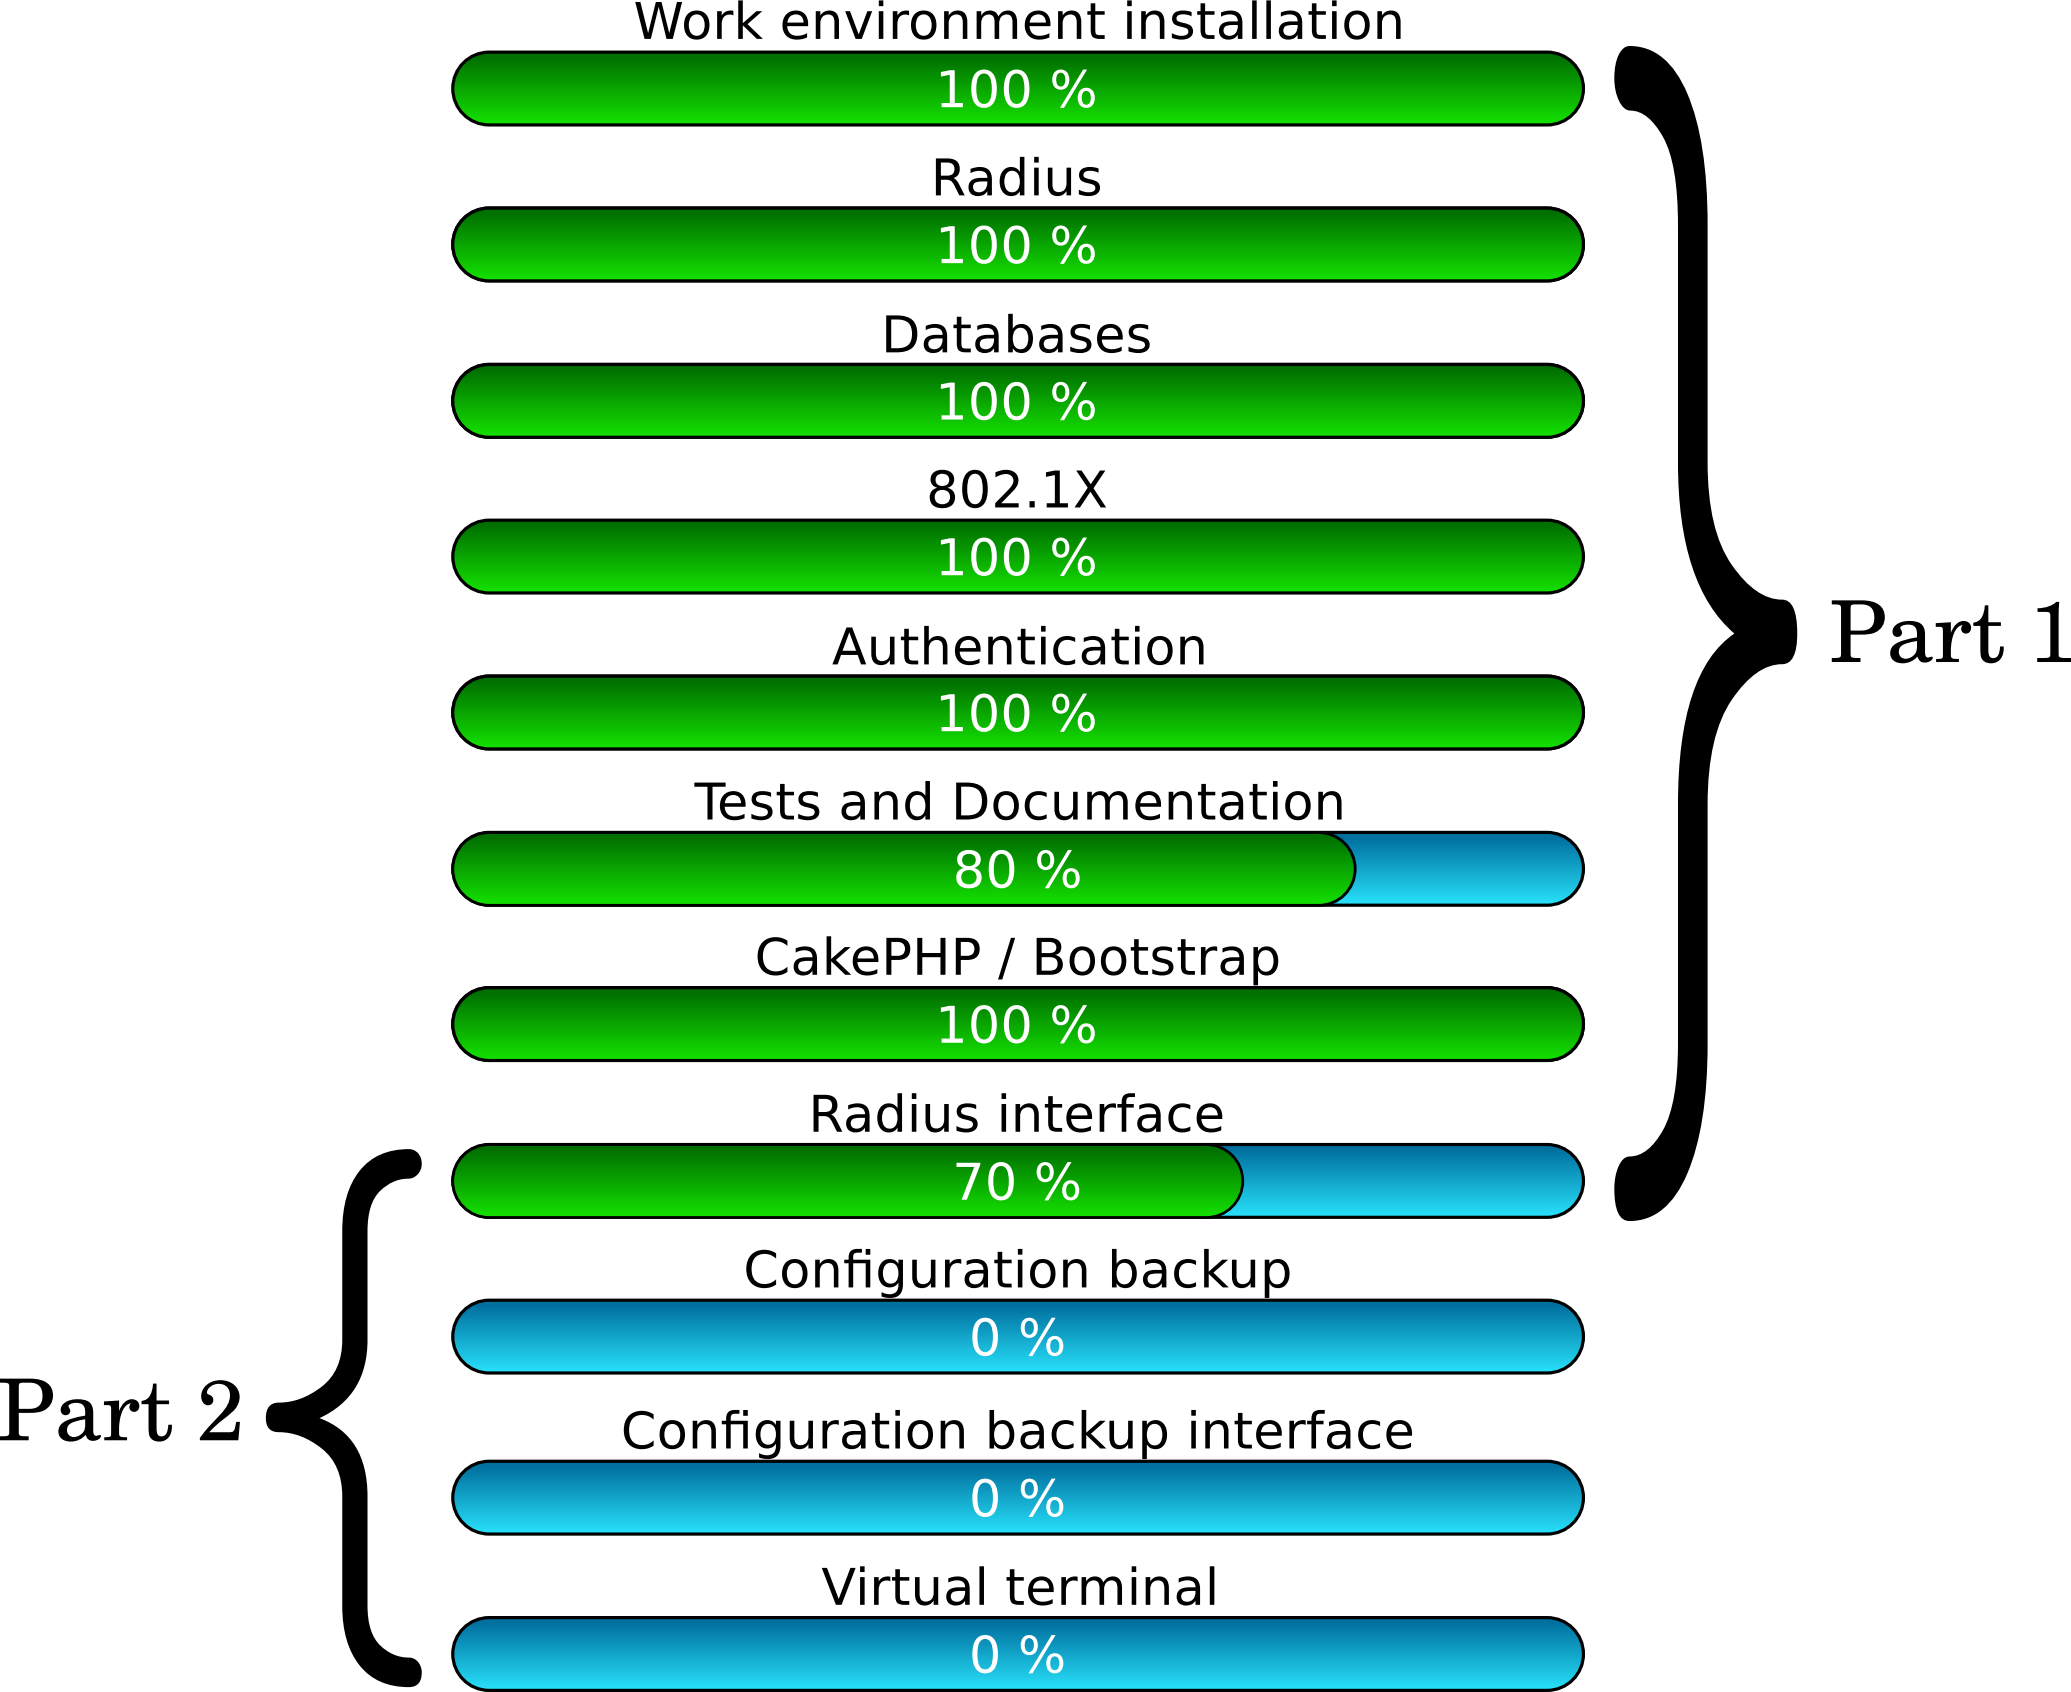 Work environment installation
100 %
Radius
100 %
Databases
100 %
802.1X
100 %
Authentication
100 %
Part 1
Tests and Documentation
80 %
CakePHP / Bootstrap
100 %
Radius interface
70 %
Configuration backup
0 %
Part 2
Configuration backup interface
0 %
Virtual terminal
0 %